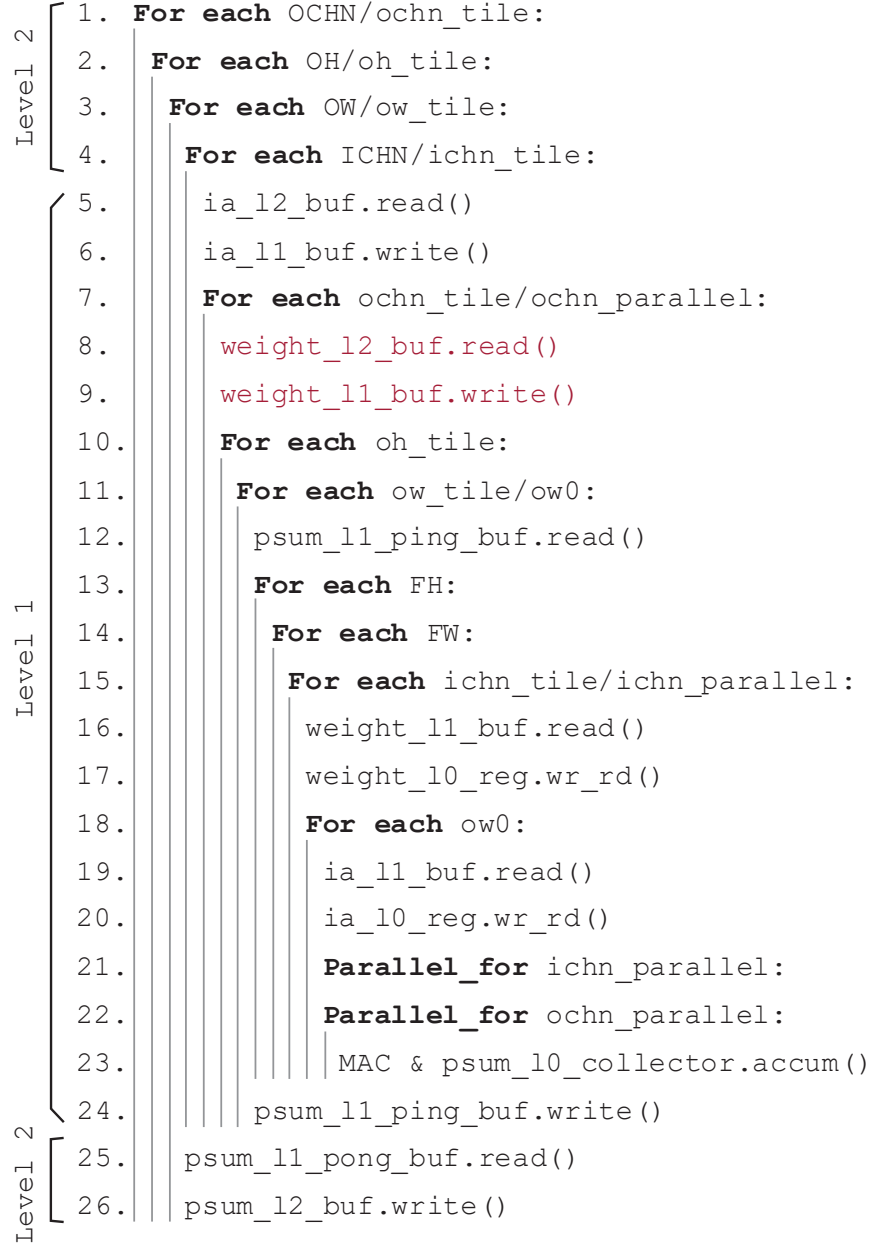 Level 2
1. For each OCHN/ochn_tile:
2. For each OH/oh_tile:
3. For each OW/ow_tile:
4. For each ICHN/ichn_tile:
Level 1
5. ia_l2_buf.read()
6. ia_l1_buf.write()
7. For each ochn_tile/ochn_parallel:
8. weight_l2_buf.read()
9. weight_l1_buf.write()
10. For each oh_tile:
11. For each ow_tile/ow0:
12. psum_l1_ping_buf.read()
13. For each FH:
14. For each FW:
15. For each ichn_tile/ichn_parallel:
16. weight_l1_buf.read()
17. weight_l0_reg.wr_rd()
18. For each ow0:
19. ia_l1_buf.read()
20. ia_l0_reg.wr_rd()
21. Parallel_for ichn_parallel:
22. Parallel_for ochn_parallel:
23. MAC & psum_l0_collector.accum()
24. psum_l1_ping_buf.write()
Level 2
25. psum_l1_pong_buf.read()
26. psum_l2_buf.write()